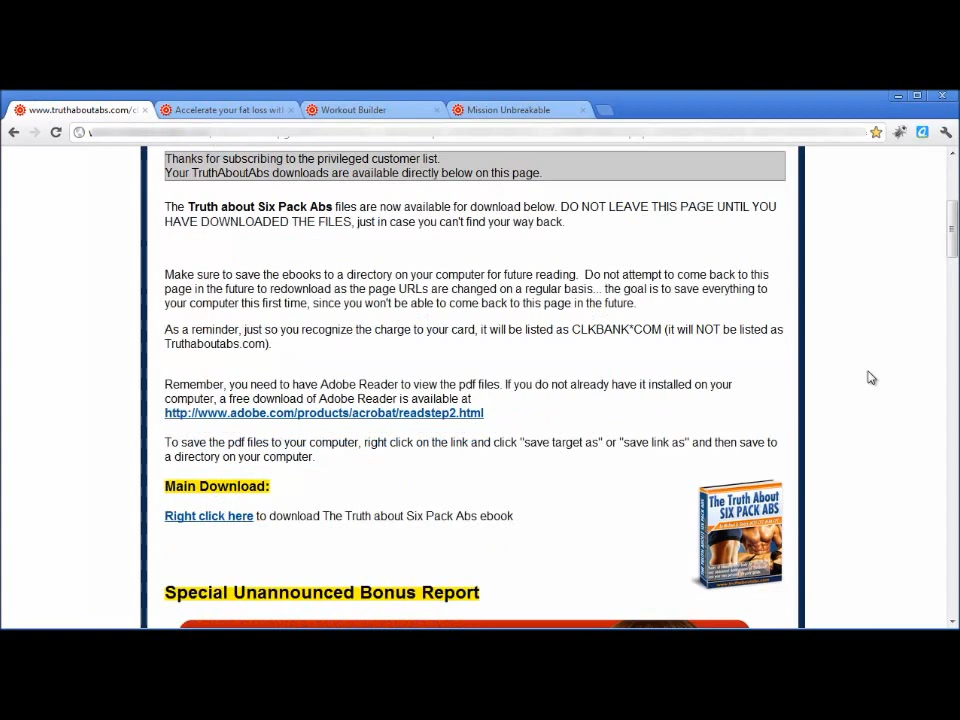 www.truthaboutabs.com/c
Accelerate your fat loss with
Workout Builder
Mission Unbreakable
Thanks for subscribing to the privileged customer list.
Your TruthAboutAbs downloads are available directly below on this page.
The Truth about Six Pack Abs files are now available for download below. DO NOT LEAVE THIS PAGE UNTIL YOU
HAVE DOWNLOADED THE FILES, just in case you can't find your way back.
Make sure to save the ebooks to a directory on your computer for future reading. Do not attempt to come back to this
page in the future to redownload as the page URLs are changed on a regular basis... the goal is to save everything to
your computer this first time, since you won't be able to come back to this page in the future.
As a reminder, just so you recognize the charge to your card, it will be listed as CLKBANK*COM (it will NOT be listed as
Truthaboutabs.com).
Remember, you need to have Adobe Reader to view the pdf files. If you do not already have it installed on your
computer, a free download of Adobe Reader is available at
http://www.adobe.com/products/acrobat/readstep2.html
To save the pdf files to your computer, right click on the link and click "save target as" or "save link as" and then save to
a directory on your computer.
Main Download:
Right click here to download The Truth about Six Pack Abs ebook
The Truth About
SIX PACK ABS
Special Unannounced Bonus Report